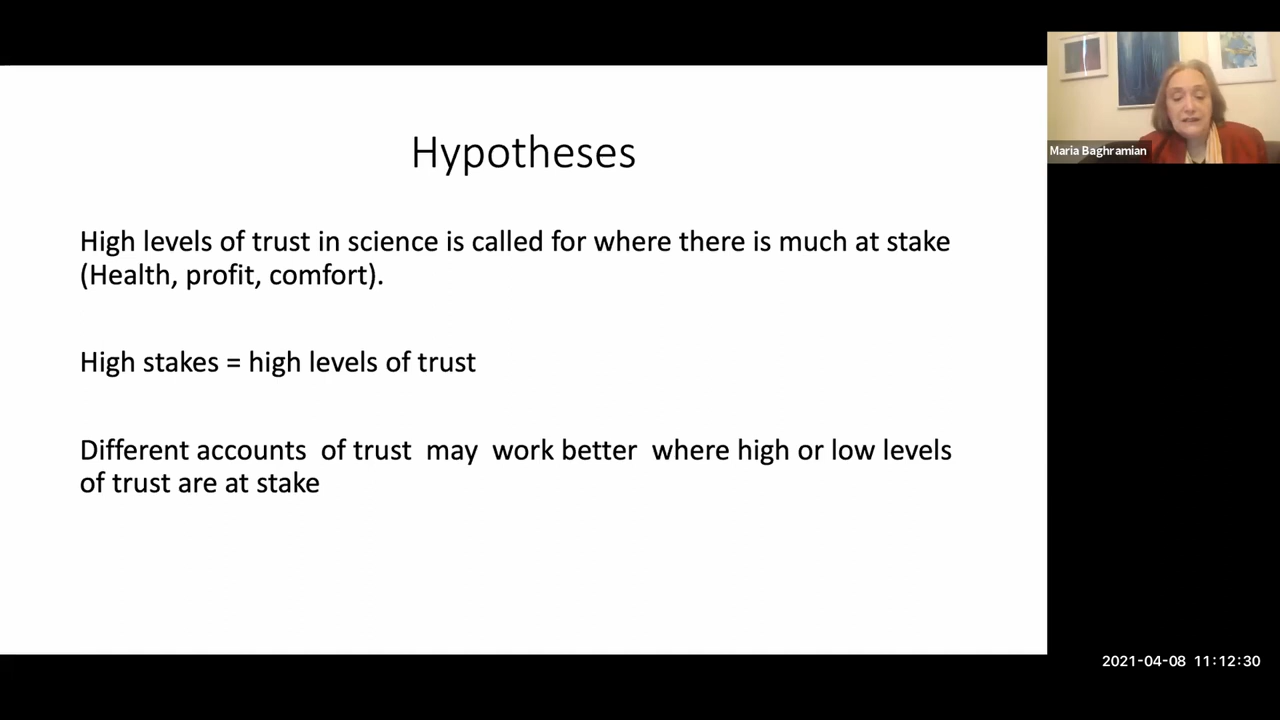 Hypotheses
High levels of trust in science is called for where there is much at stake
(Health, profit, comfort).
High stakes = high levels of trust
Different accounts of trust may work better where high or low levels
of trust are at stake
Maria Baghramian
2021-04-08 11:12:30